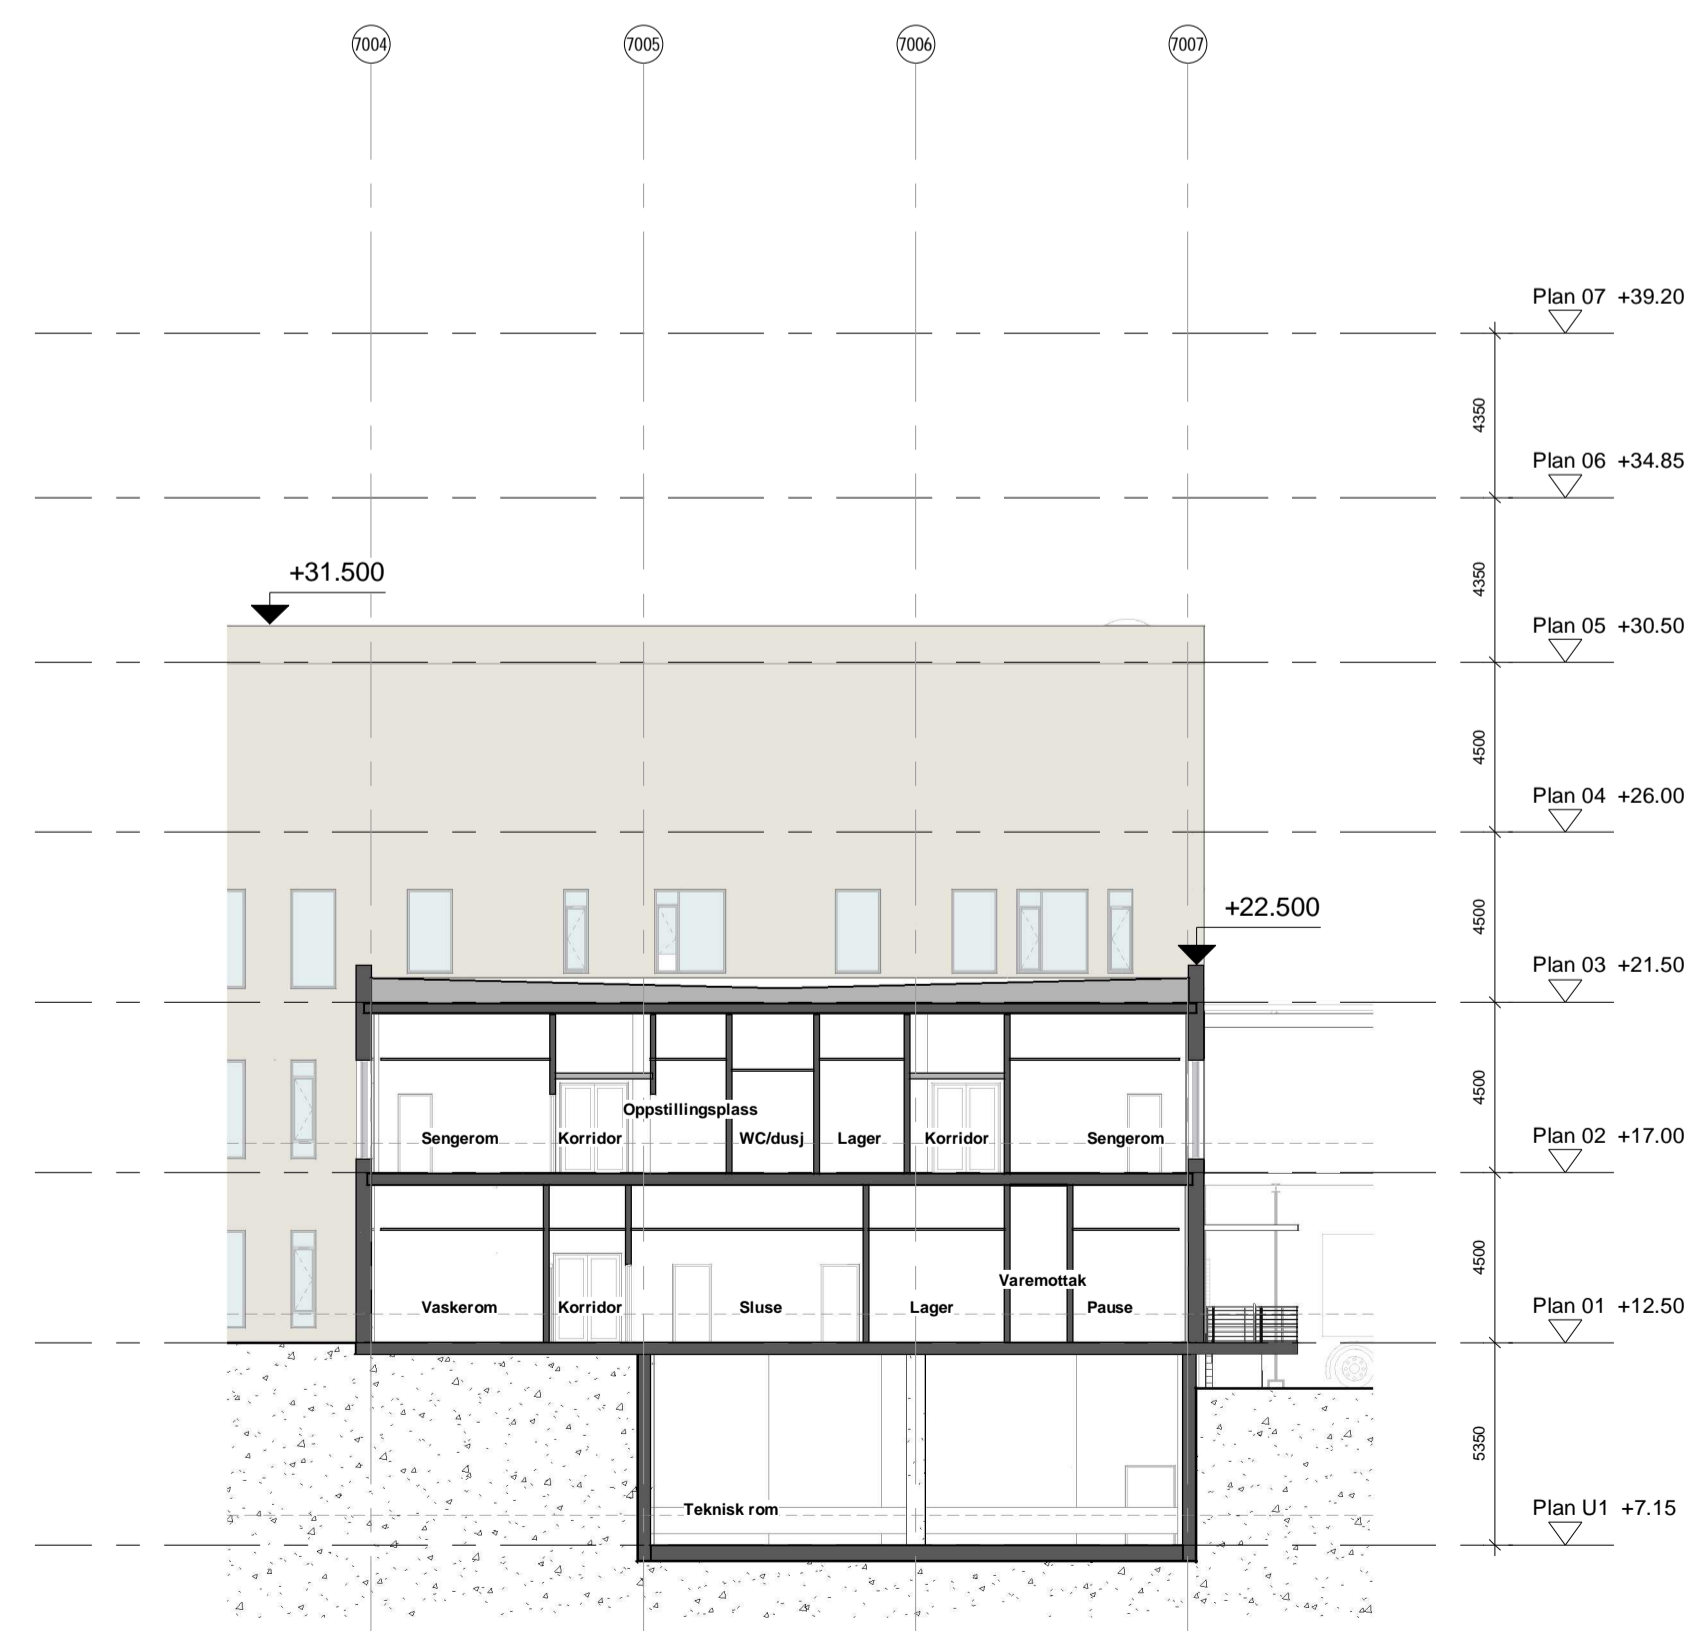 7004 7005 7006 7007
Plan 07 +39.20
4350
Plan 06 +34.85
4350
+31.500
Plan 05 +30.50
4500
Plan 04 +26.00
4500
+22.500
Plan 03 +21.50
4500
Oppstillingsplass
Sengerom Korridor WC/dusj Lager Korridor Sengerom
Plan 02 +17.00
4500
Varemottak
Vaskerom Korridor Sluse Lager Pause
Plan 01 +12.50
5350
Teknisk rom
Plan U1 +7.15